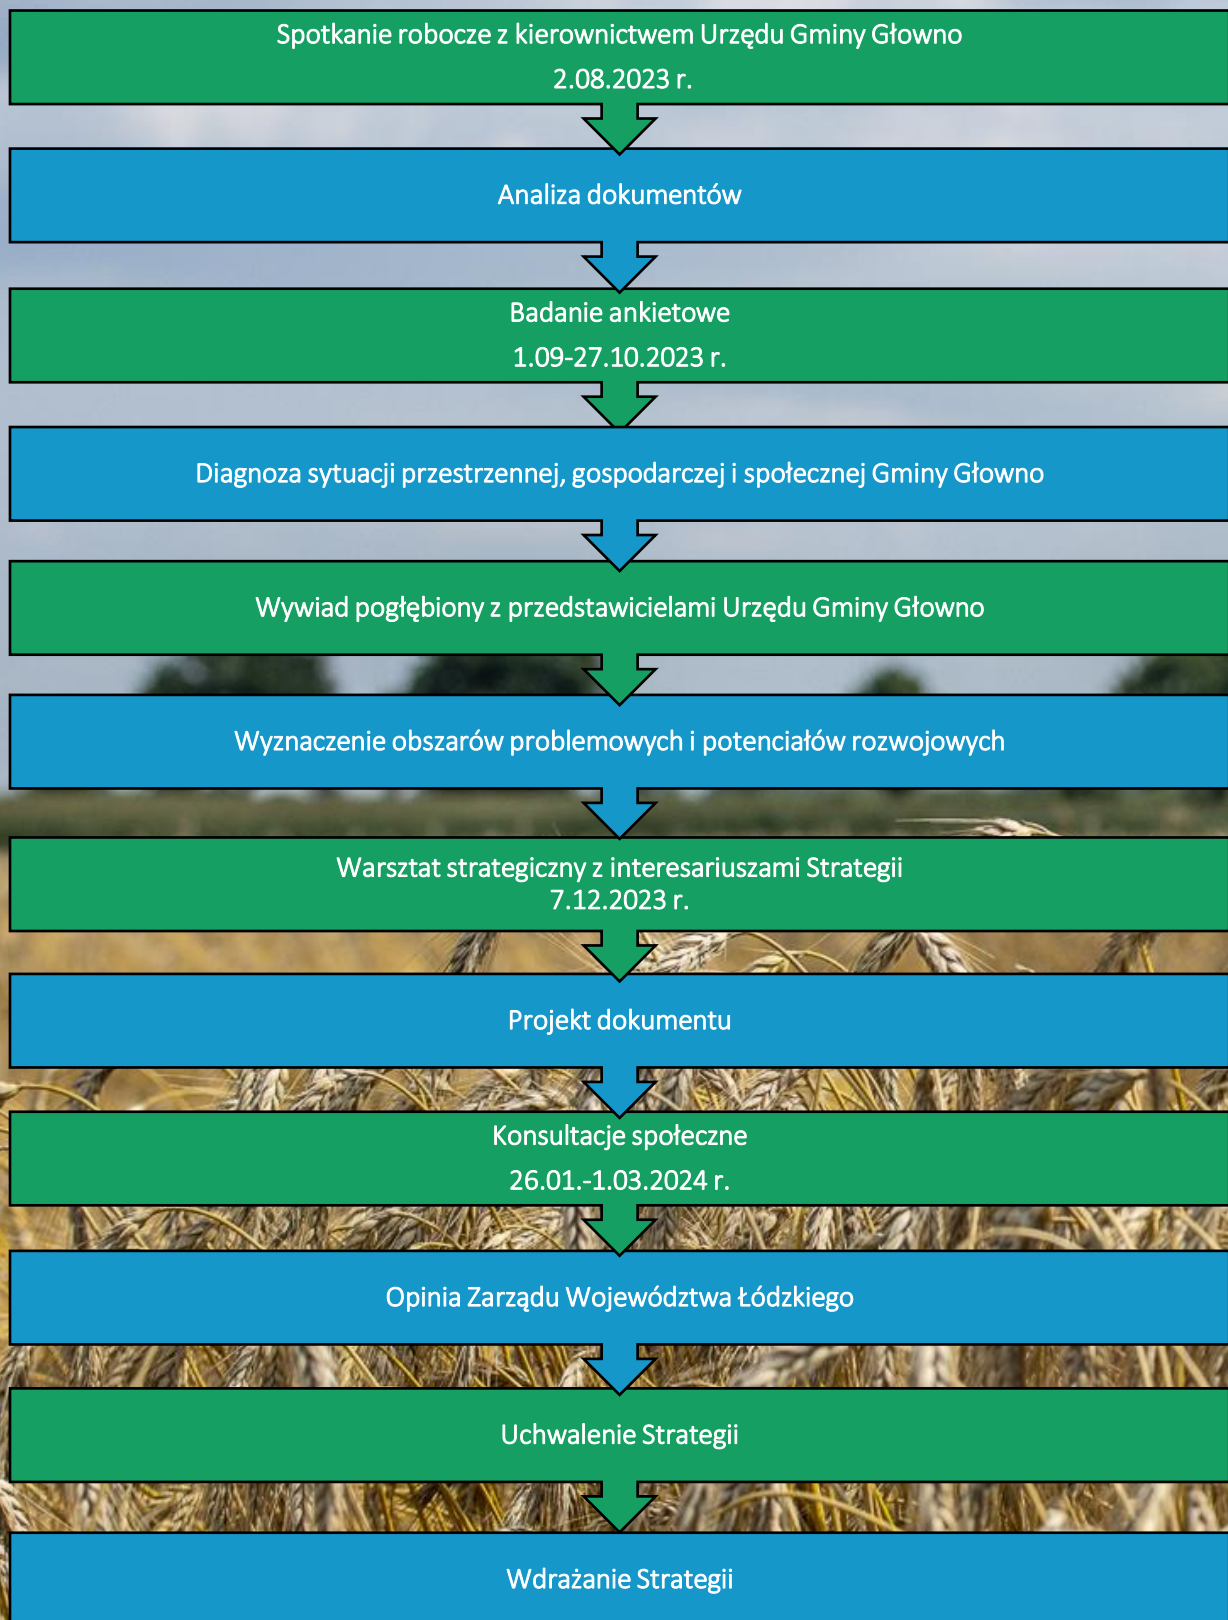 Spotkanie robocze z kierownictwem Urzędu Gminy Głowno
2.08.2023 r.
Analiza dokumentów
Badanie ankietowe
1.09-27.10.2023 r.
Diagnoza sytuacji przestrzennej, gospodarczej i społecznej Gminy Głowno
Wywiad pogłębiony z przedstawicielami Urzędu Gminy Głowno
Wyznaczenie obszarów problemowych i potenciałów rozwojowych
Warsztat strategiczny z interesariuszami Strategii
7.12.2023 r.
Projekt dokumentu
Konsultacje społeczne
26.01.-1.03.2024 r.
Opinia Zarządu Województwa Łódzkiego
Uchwalenie Strategii
Wdrażanie Strategii